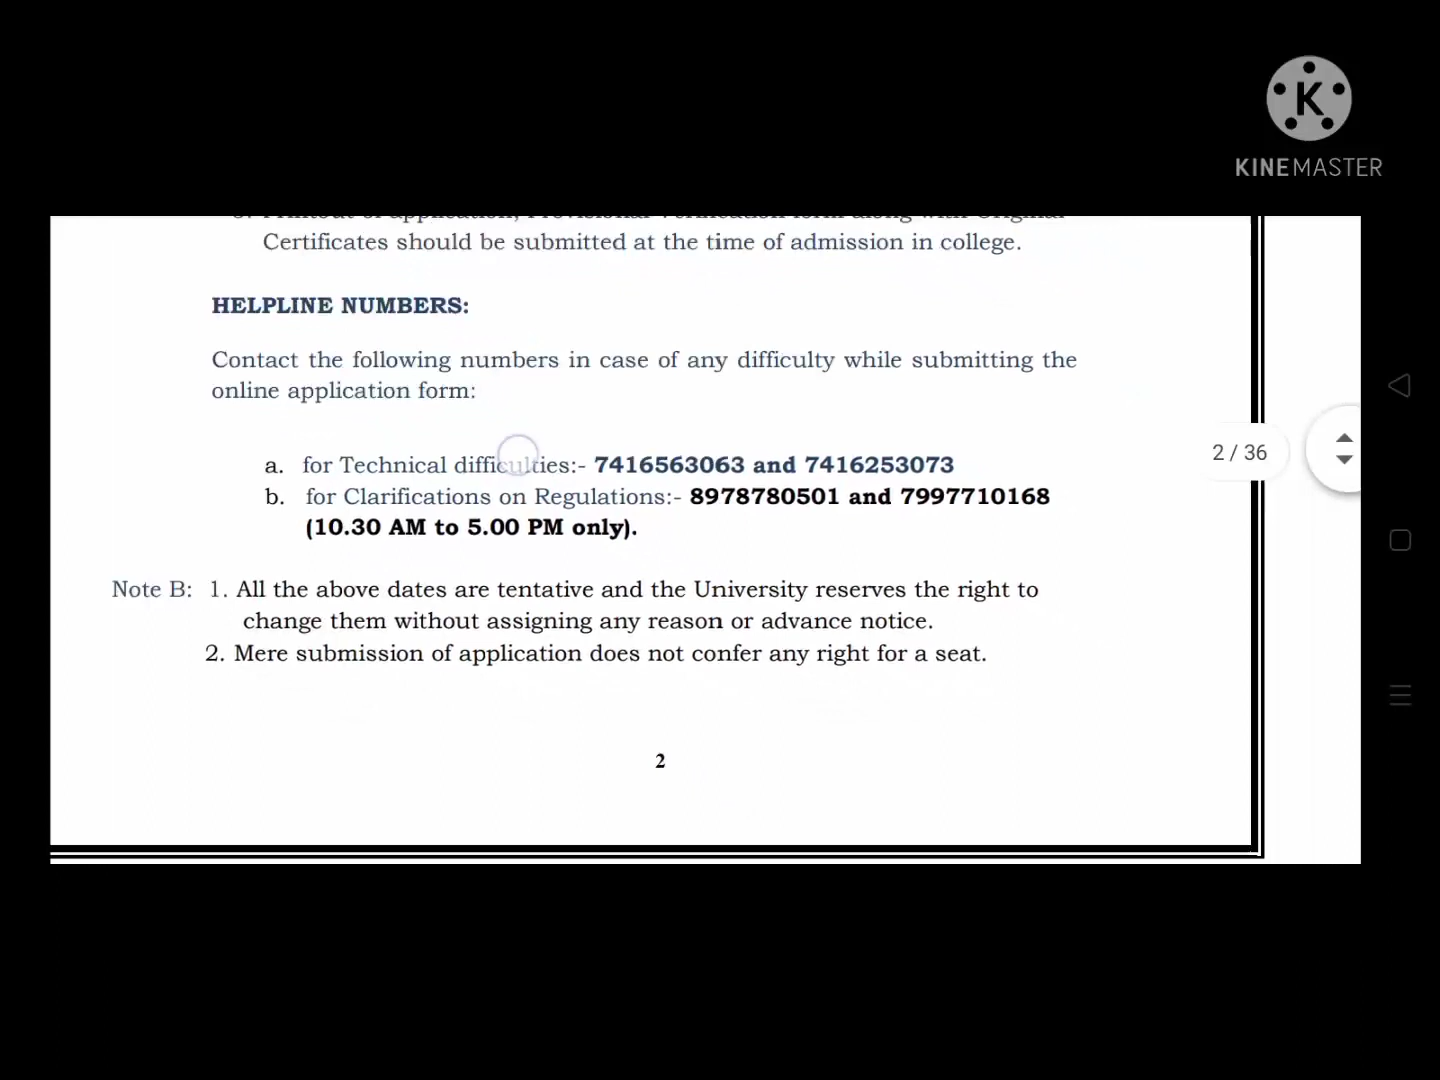 KINEMASTER
Certificates should be submitted at the time of admission in college.
HELPLINE NUMBERS:
Contact the following numbers in case of any difficulty while submitting the
online application form:
a. for Technical difficulties:- 7416563063 and 7416253073
2 / 36
b. for Clarifications on Regulations:- 8978780501 and 7997710168
(10.30 AM to 5.00 PM only).
Note B: 1. All the above dates are tentative and the University reserves the right to
change them without assigning any reason or advance notice.
2. Mere submission of application does not confer any right for a seat.
2